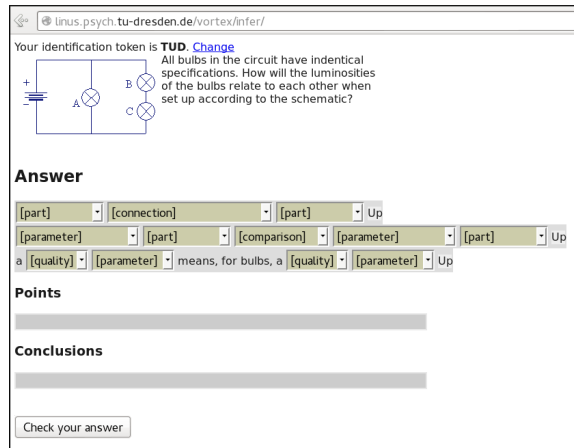 linus.psych.tu-dresden.de/vortex/infer/
Your identification token is TUD. Change
All bulbs in the circuit have indentical
specifications. How will the luminosities
of the bulbs relate to each other when
set up according to the schematic?
+
−
A
B
C
Answer
[part] [connection] [part] Up
[parameter] [part] [comparison] [parameter] [part] Up
a [quality] [parameter] means, for bulbs, a [quality] [parameter] Up
Points
Conclusions
Check your answer